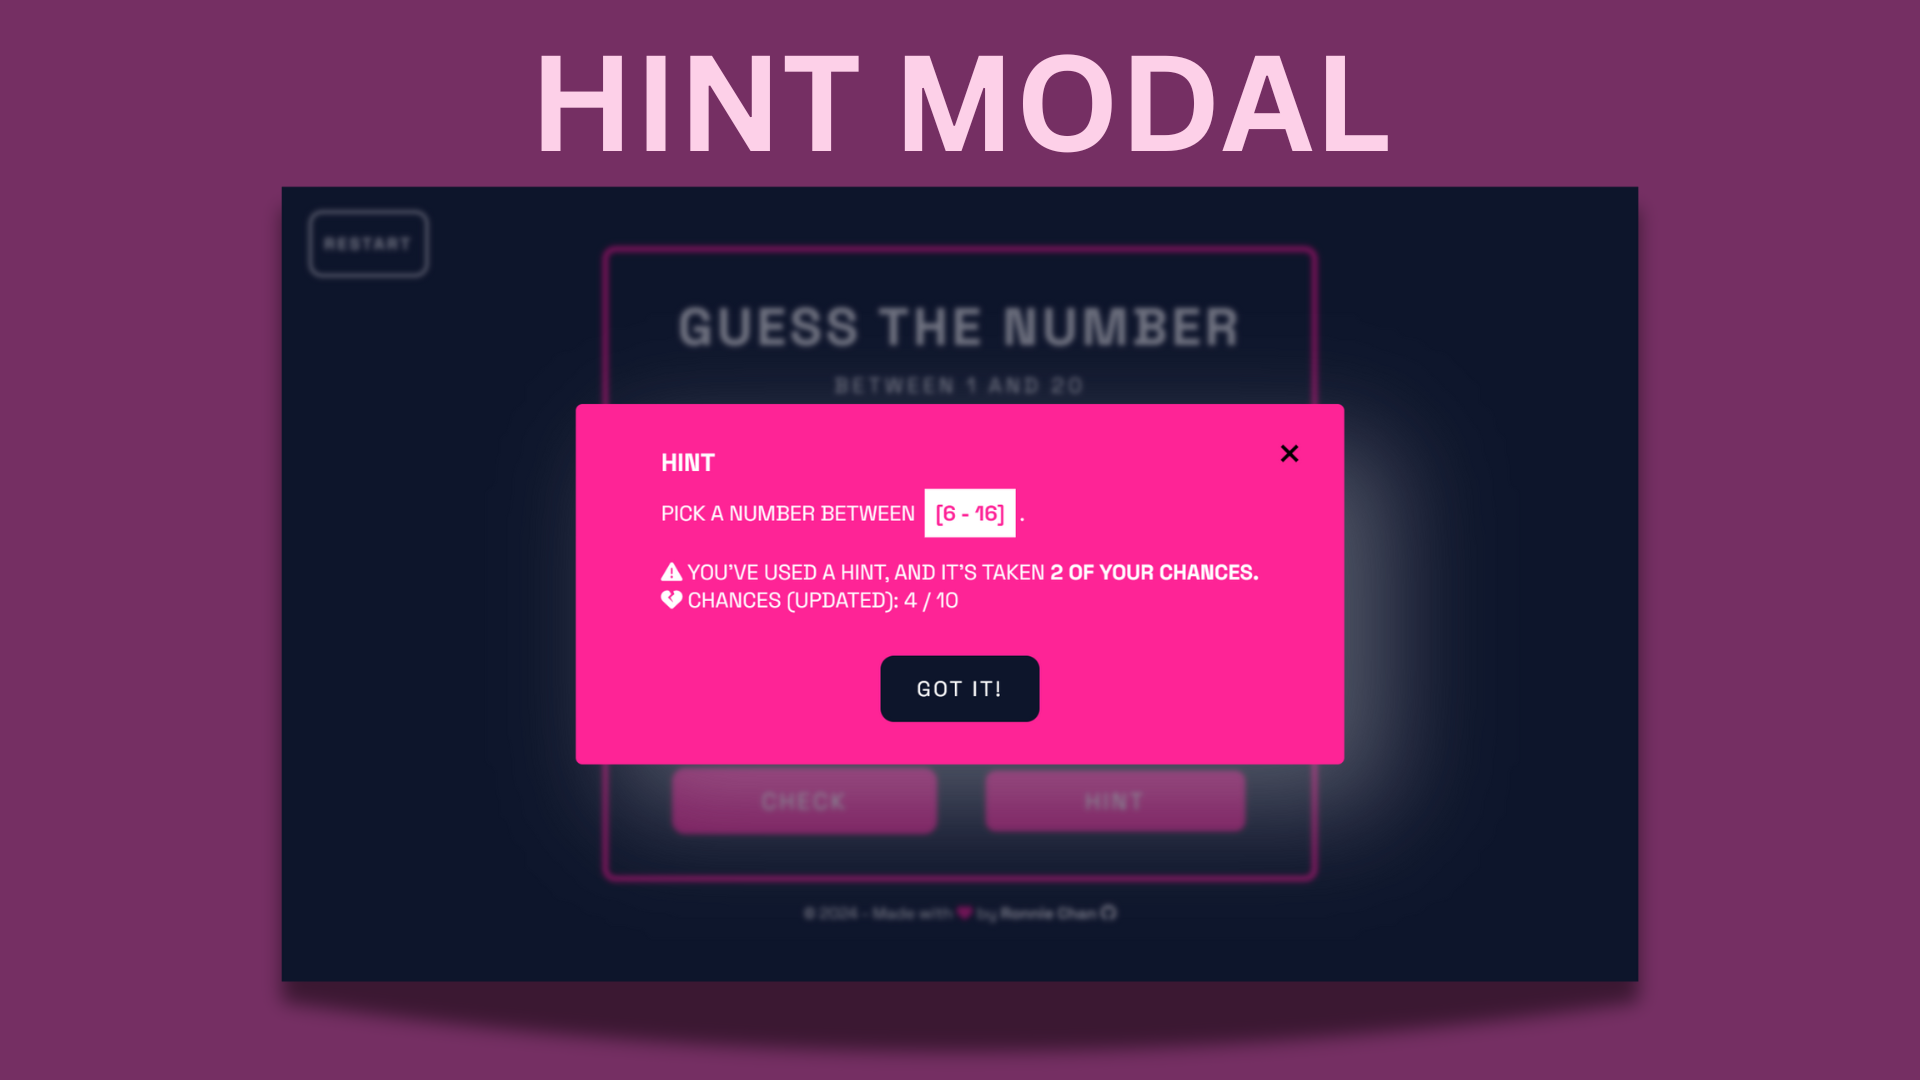 HINT MODAL
RESTART
GUESS THE NUMBER
BETWEEN 1 AND 20
HINT
PICK A NUMBER BETWEEN [6 - 16] .
YOU'VE USED A HINT, AND IT'S TAKEN 2 OF YOUR CHANCES.
CHANCES (UPDATED): 4 / 10
GOT IT!
CHECK HINT
© 2024 - Made with by Ronnie Chan